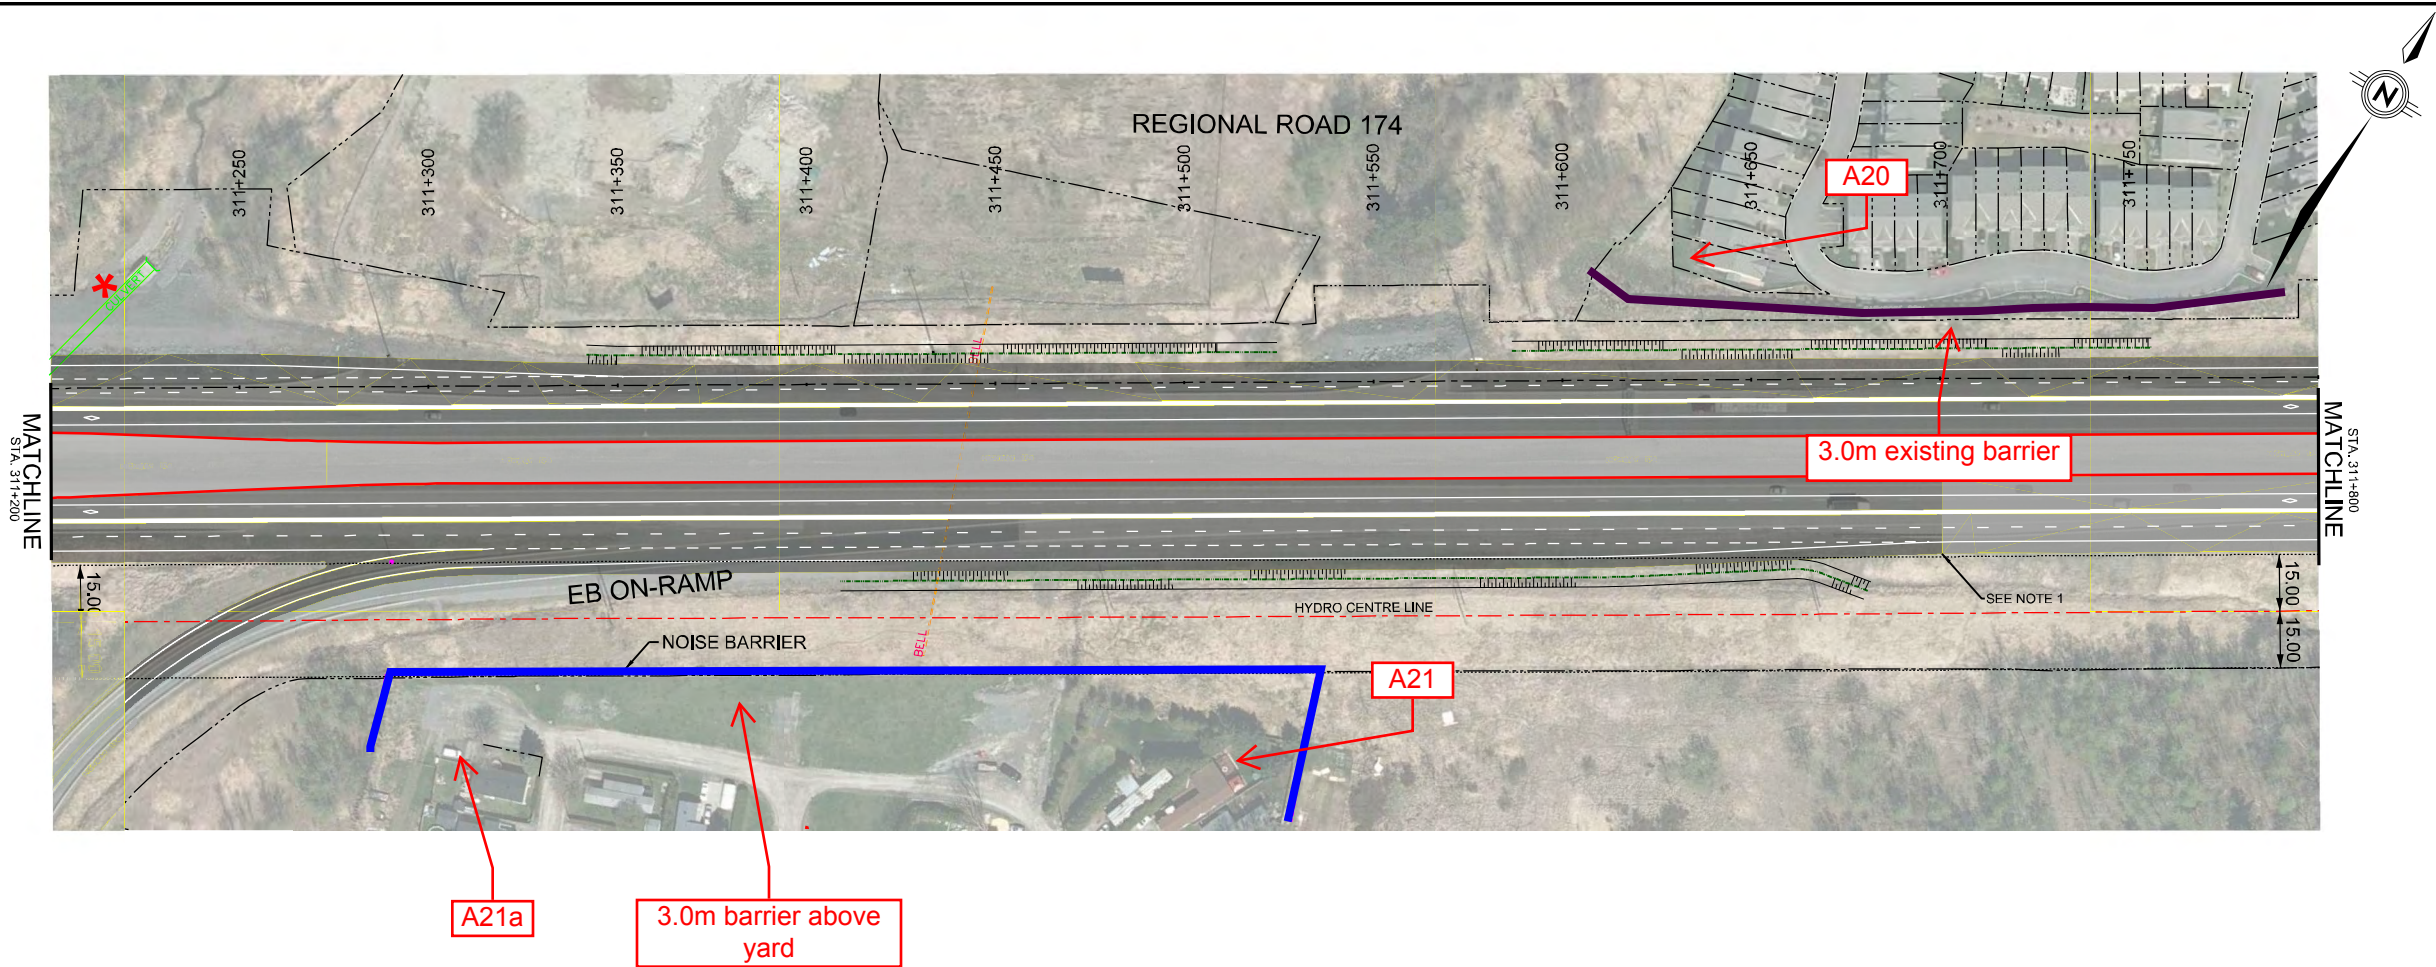 N
REGIONAL ROAD 174
311+250
311+300
311+350
311+400
311+450
311+500
311+550
311+600
311+650
311+700
311+750
A20
CULVERT
BELL
3.0m existing barrier
MATCHLINE
STA. 311+200
MATCHLINE
STA. 311+800
15.00
EB ON-RAMP
HYDRO CENTRE LINE
SEE NOTE 1
15.00
15.00
BELL
NOISE BARRIER
A21
A21a
3.0m barrier above
yard